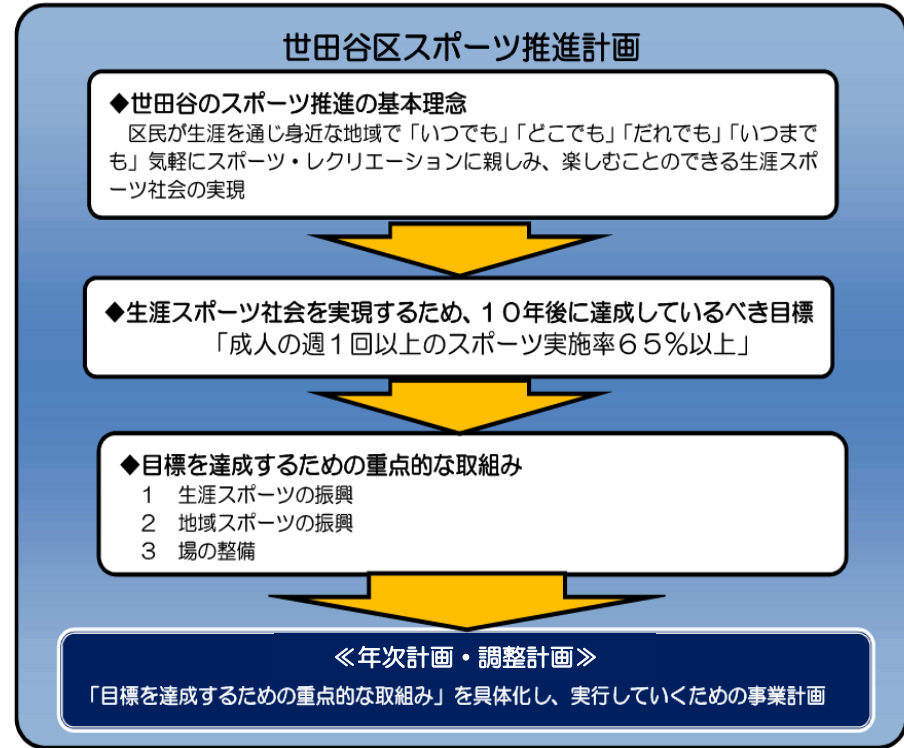 世田谷区スポーツ推進計画
◆世田谷のスポーツ推進の基本理念
区民が生涯を通じ身近な地域で「いつでも」「どこでも」「だれでも」「いつまで
も」気軽にスポーツ・レクリエーションに親しみ、楽しむことのできる生涯スポ
ーツ社会の実現
◆生涯スポーツ社会を実現するため、１０年後に達成しているべき目標
「成人の週１回以上のスポーツ実施率６５％以上」
◆目標を達成するための重点的な取組み
１　生涯スポーツの振興
２　地域スポーツの振興
３　場の整備
≪年次計画・調整計画≫
「目標を達成するための重点的な取組み」を具体化し、実行していくための事業計画